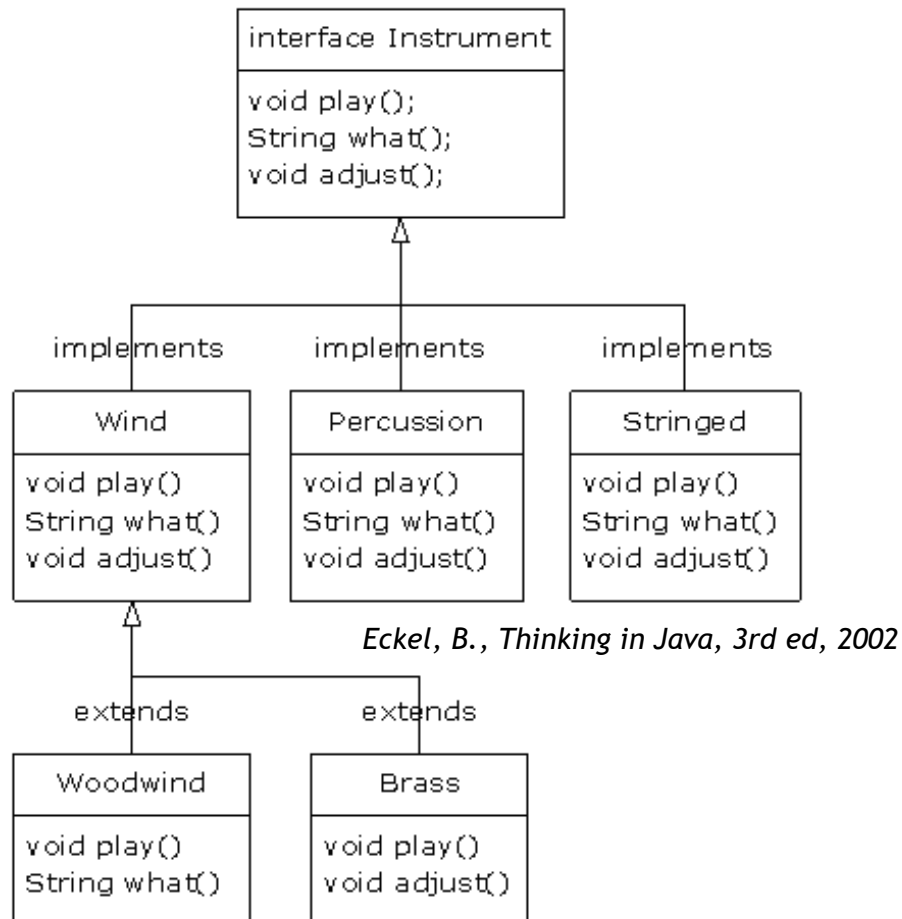 interface Instrument
void play();
String what();
void adjust();
implements
implements
implements
Wind
void play()
String what()
void adjust()
Percussion
void play()
String what()
void adjust()
Stringed
void play()
String what()
void adjust()
Eckel, B., Thinking in Java, 3rd ed, 2002
extends
extends
Woodwind
void play()
String what()
Brass
void play()
void adjust()